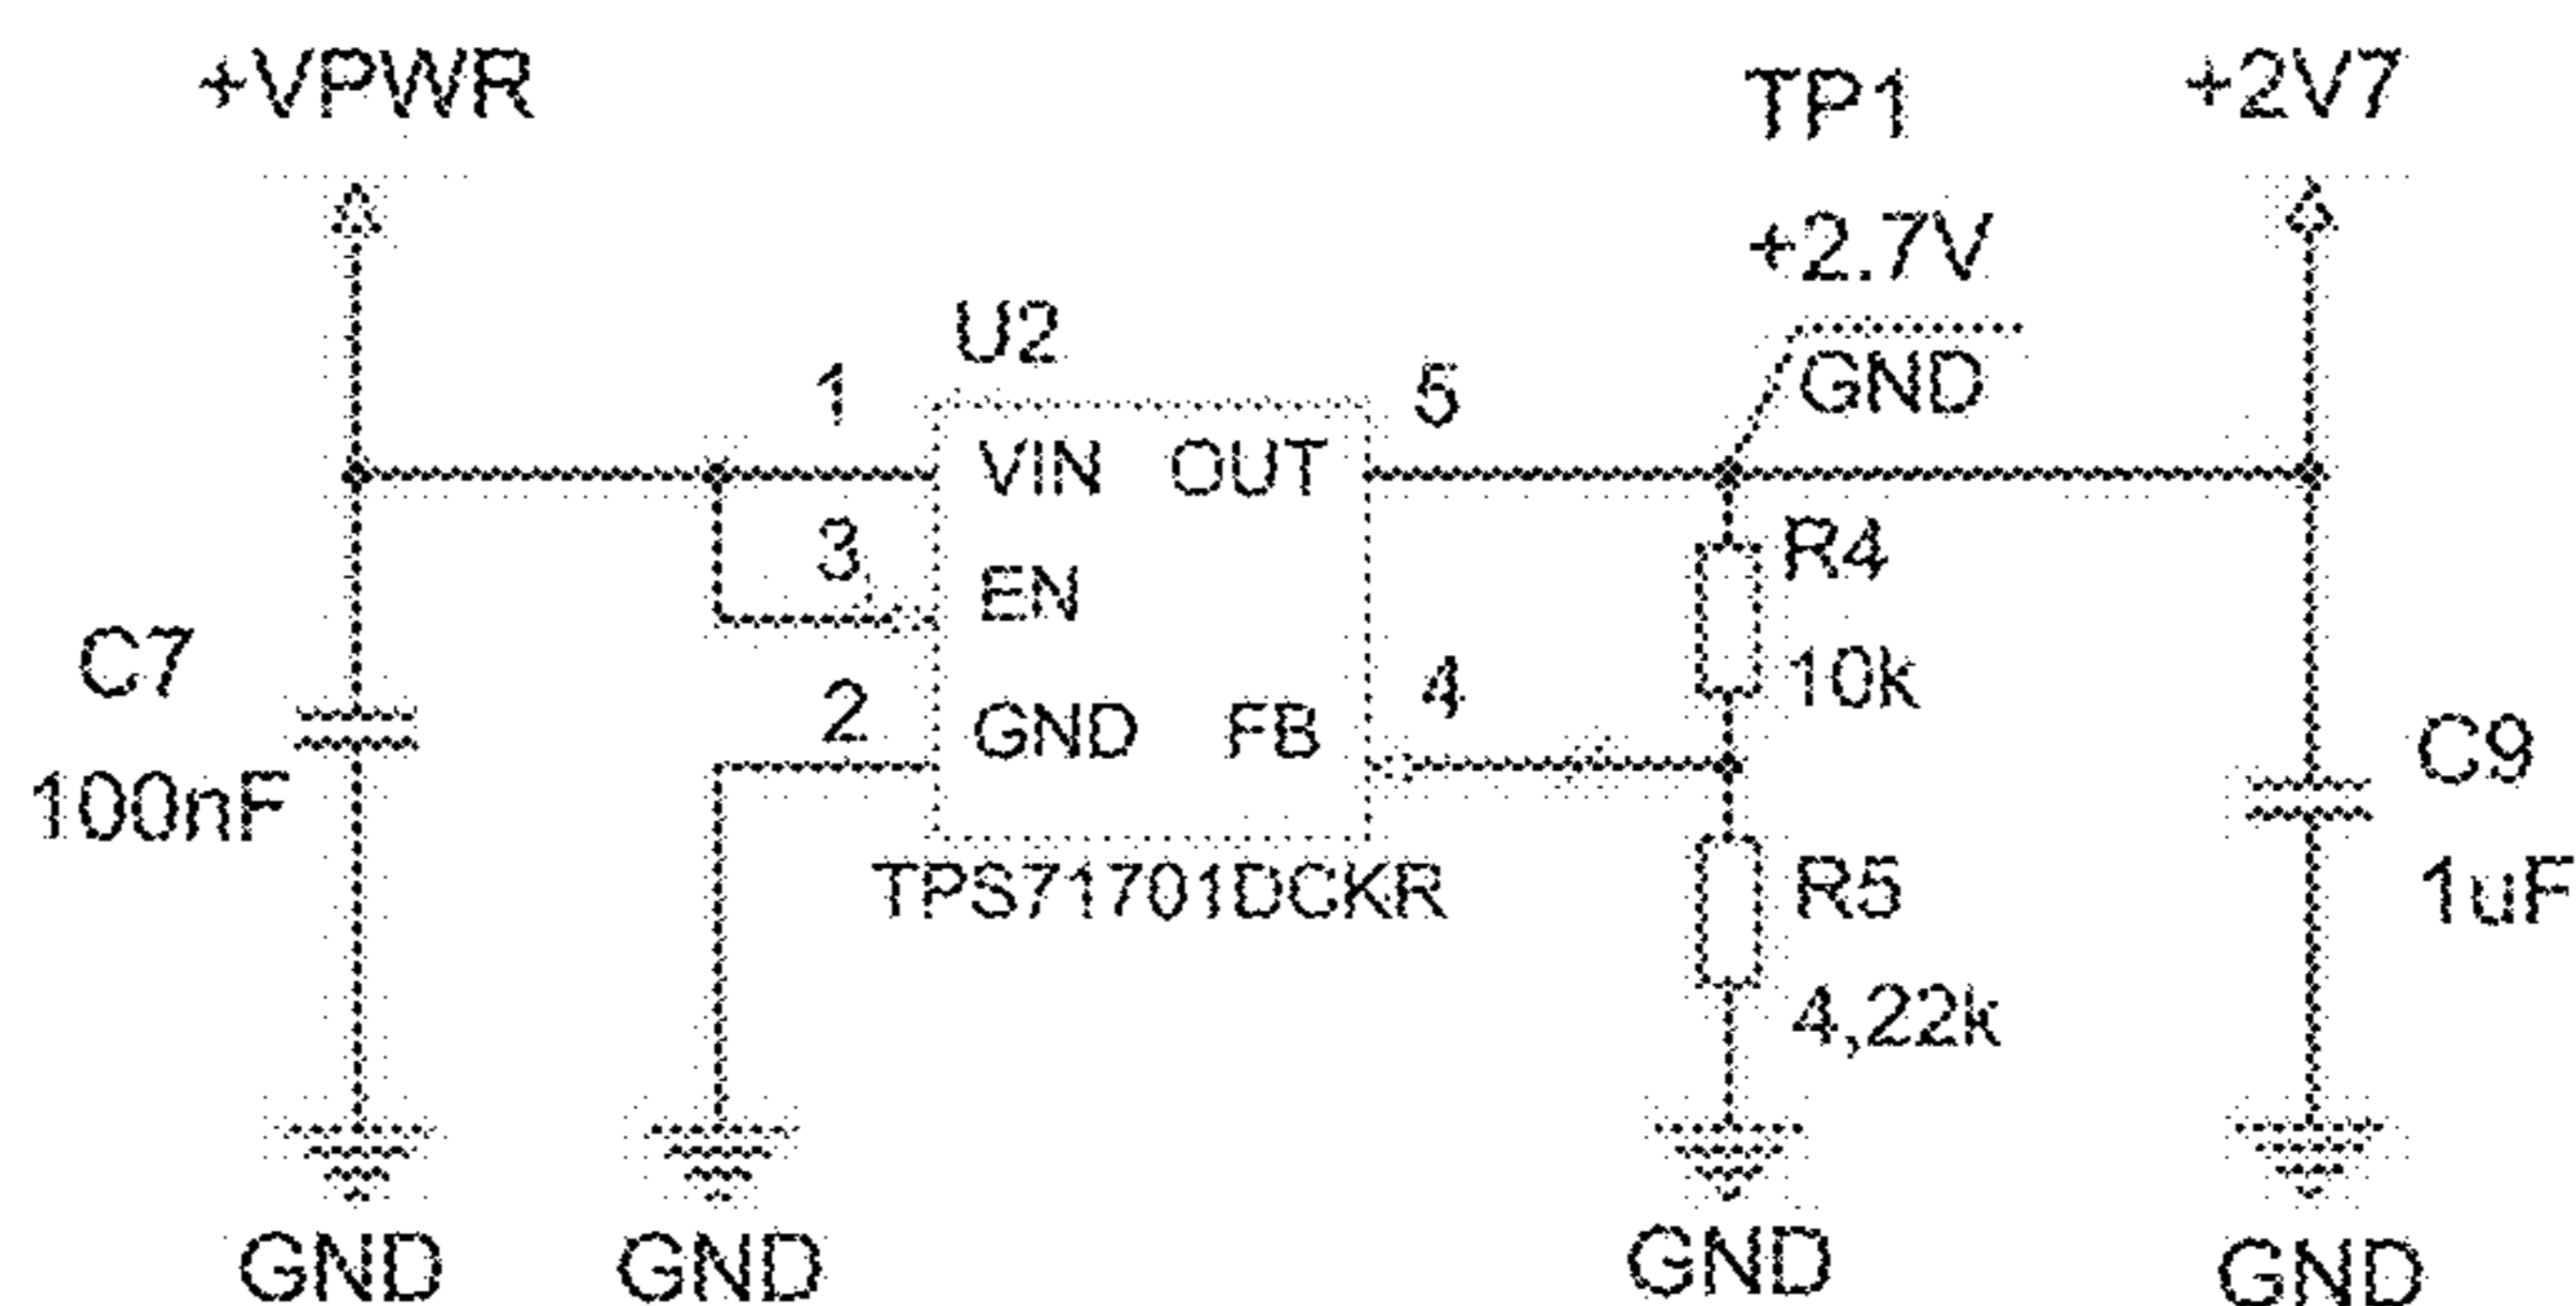 +VPWR
TP1
+2V7
+2.7V
U2
GND
1
5
VIN OUT
3
R4
EN
C7
10k
2
4
GND FB
C9
100nF
TPS71701DCKR
R5
1uF
4,22k
GND
GND
GND
GND